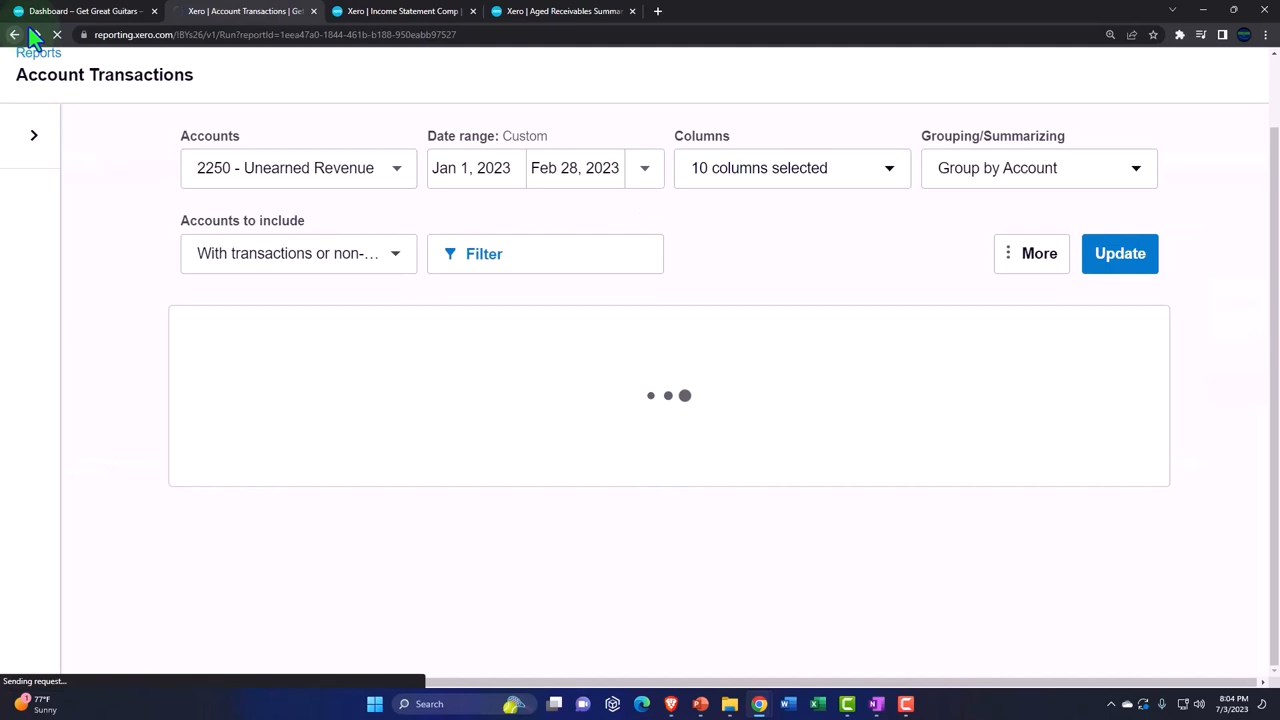 Dashboard – Get Great Guitars
Xero | Account Transactions | Get
Xero | Income Statement Comp
Xero | Aged Receivables Summar
reporting.xero.com/!BYs26/v1/Run?reportId=1eea47a0-1844-461b-b188-950eabb97527
Reports
Account Transactions
Accounts
Date range: Custom
Columns
Grouping/Summarizing
2250 - Unearned Revenue
Jan 1, 2023
Feb 28, 2023
10 columns selected
Group by Account
Accounts to include
With transactions or non-…
Filter
More
Update
Sending request...
1
77°F
Sunny
Search
8:04 PM
7/3/2023